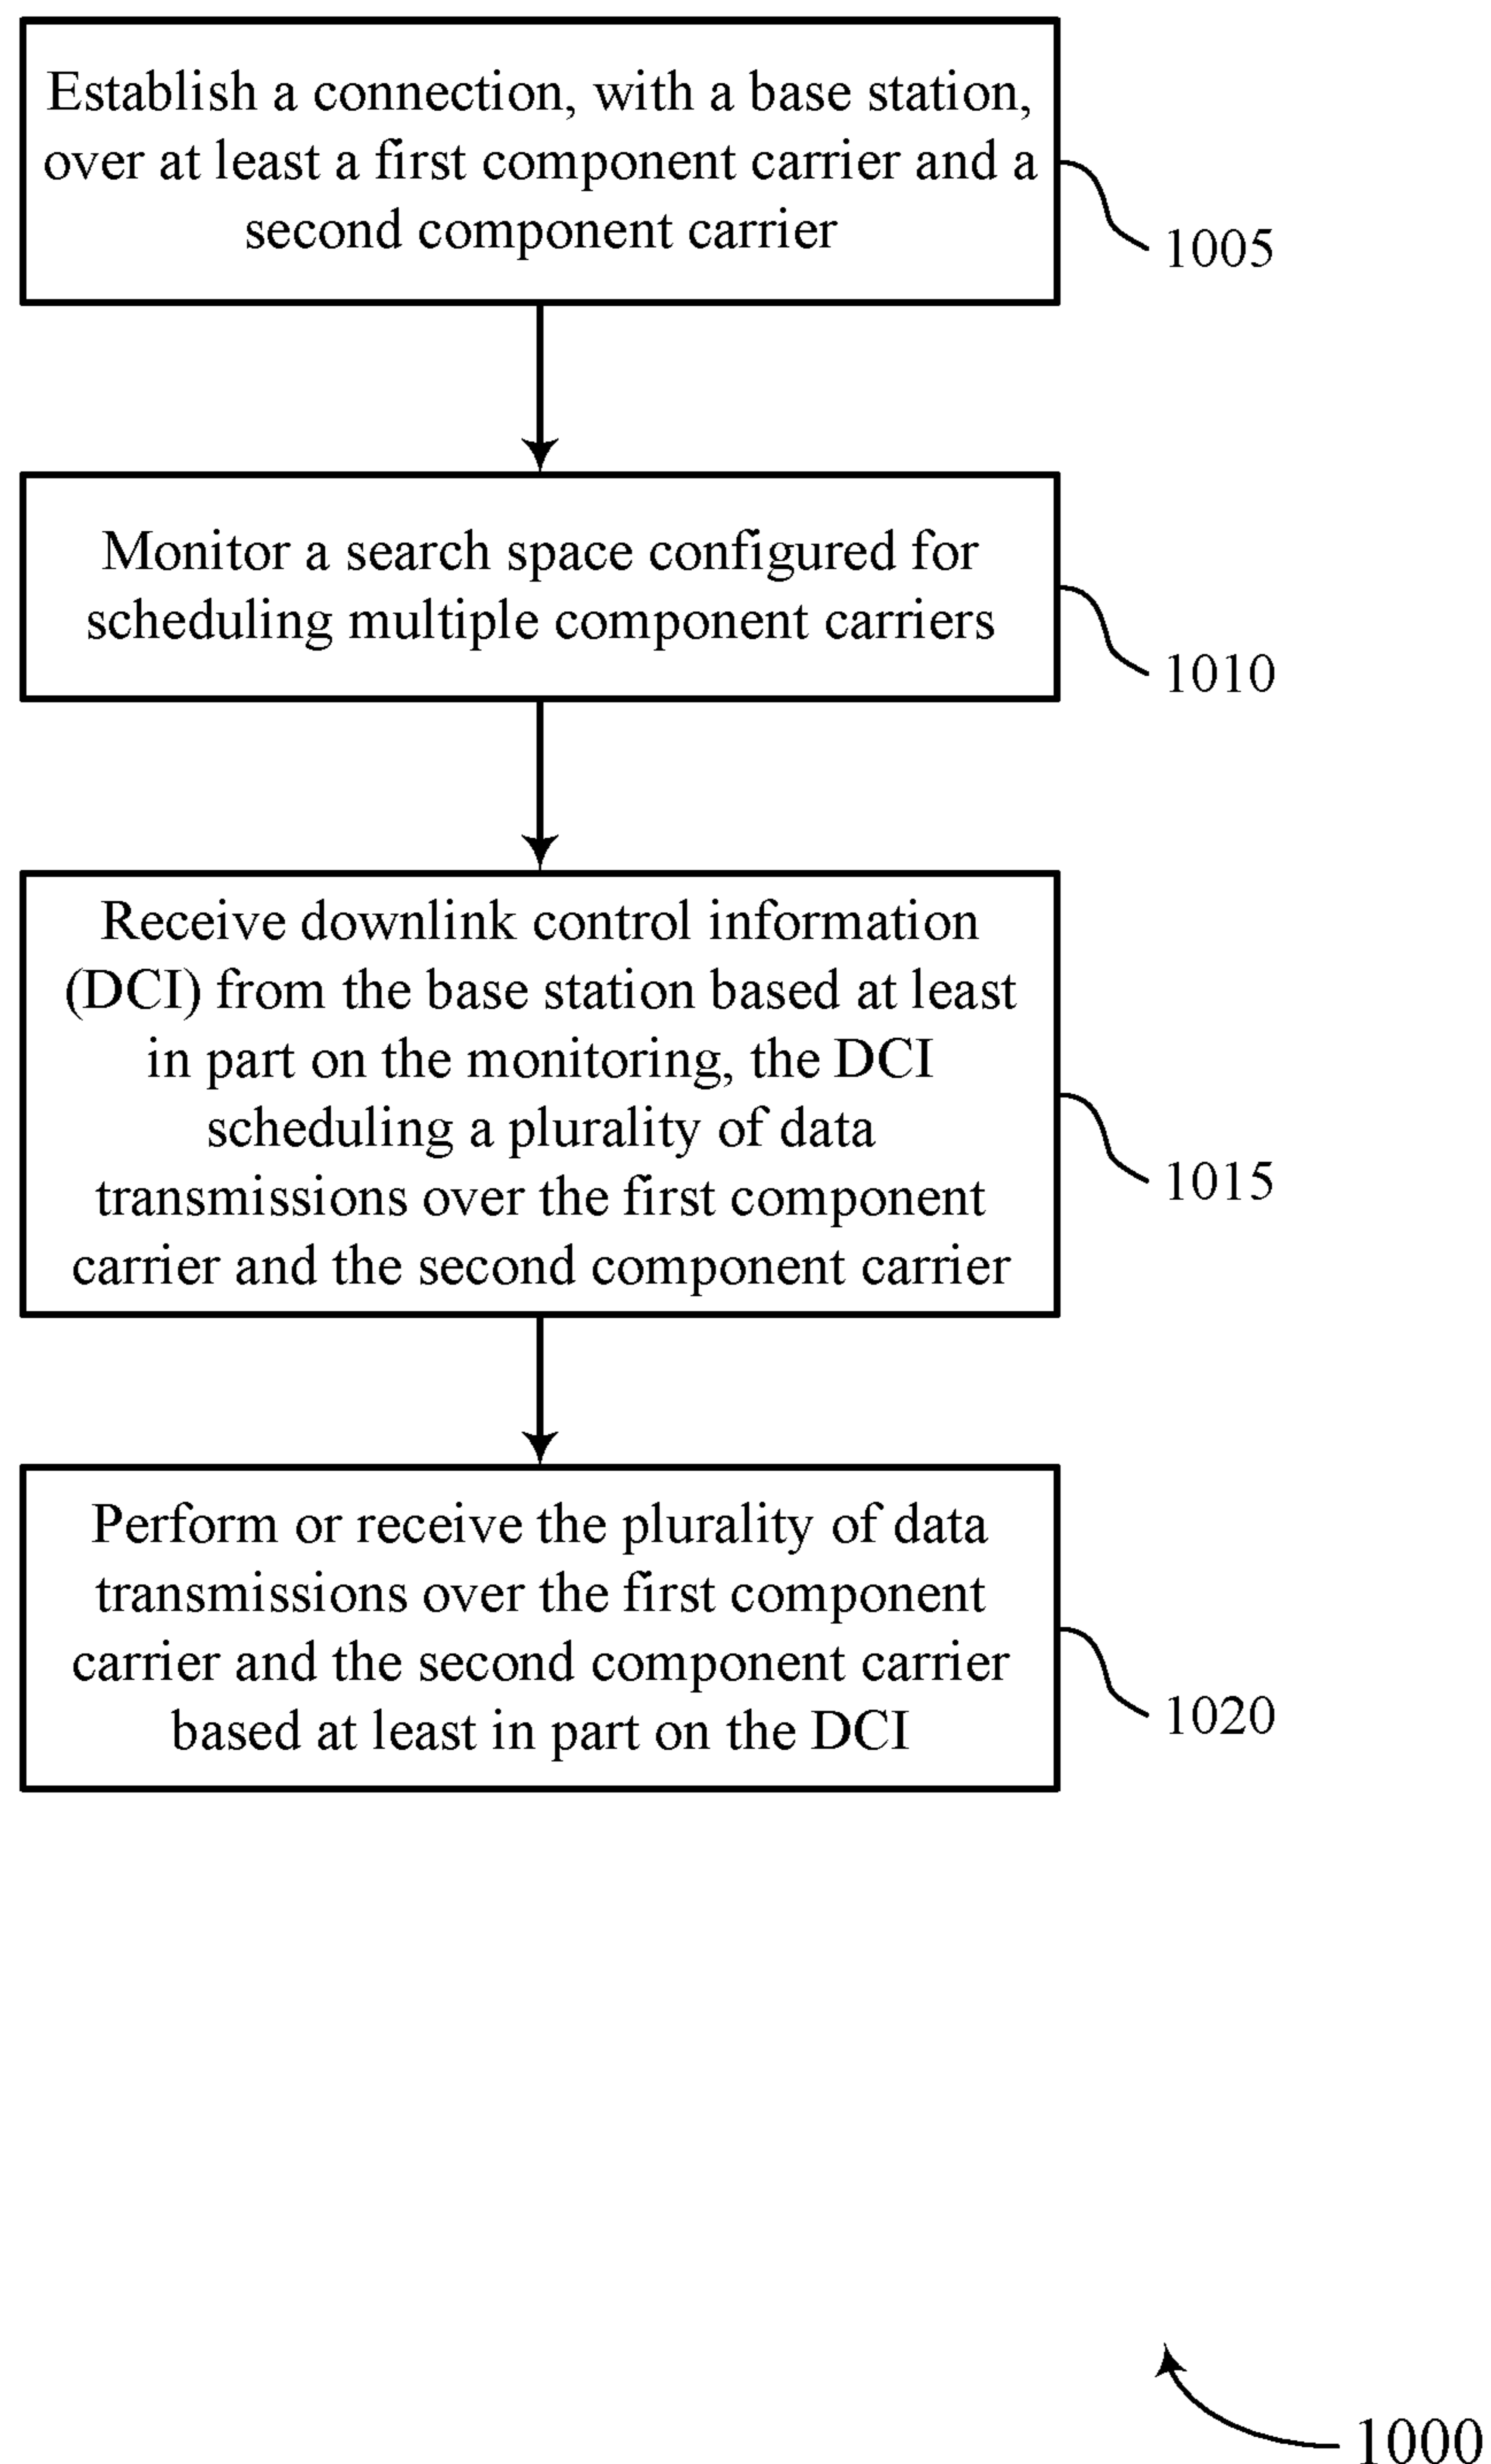 Establish a connection, with a base station,
over at least a first component carrier and a
second component carrier
1005
Monitor a search space configured for
scheduling multiple component carriers
1010
Receive downlink control information
(DCI) from the base station based at least
in part on the monitoring, the DCI
scheduling a plurality of data
transmissions over the first component
carrier and the second component carrier
1015
Perform or receive the plurality of data
transmissions over the first component
carrier and the second component carrier
based at least in part on the DCI
1020
1000